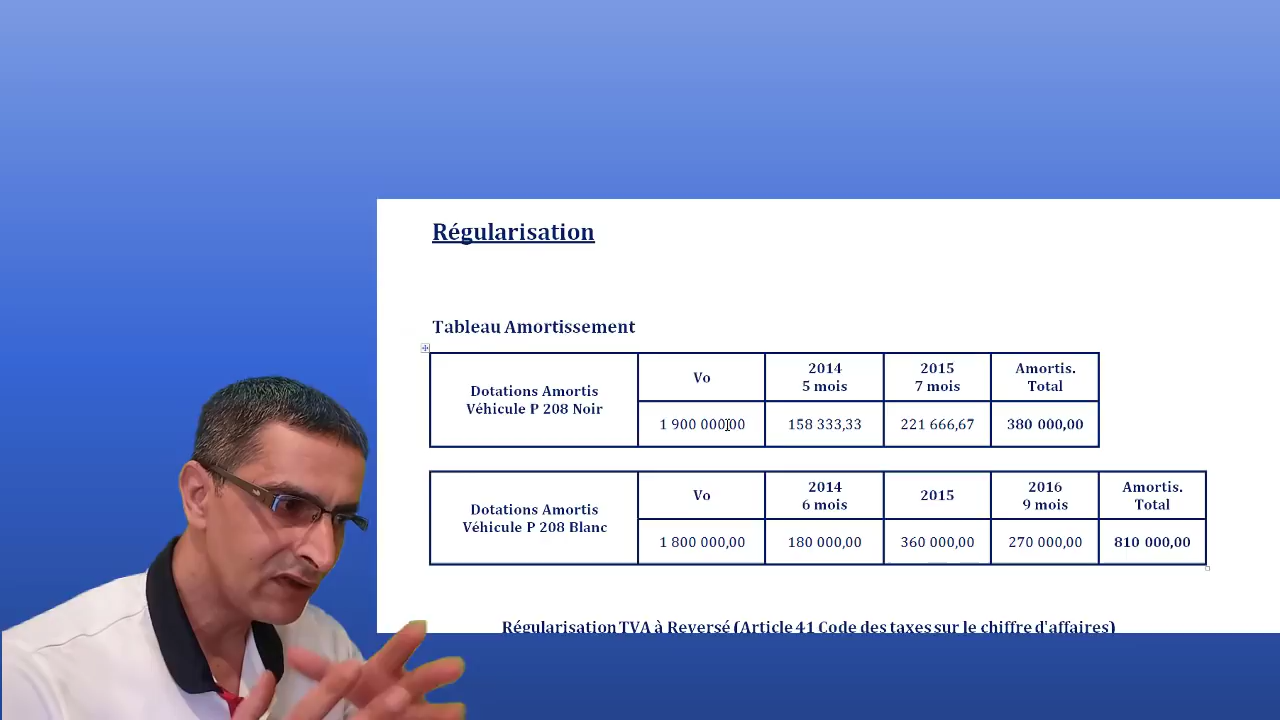 Régularisation
Tableau Amortissement
Dotations Amortis
Véhicule P 208 Noir
Vo
2014
5 mois
2015
7 mois
Amortis.
Total
1 900 000,00
158 333,33
221 666,67
380 000,00
Dotations Amortis
Véhicule P 208 Blanc
Vo
2014
6 mois
2015
2016
9 mois
Amortis.
Total
1 800 000,00
180 000,00
360 000,00
270 000,00
810 000,00
Régularisation TVA à Reversé (Article 41 Code des taxes sur le chiffre d'affaires)